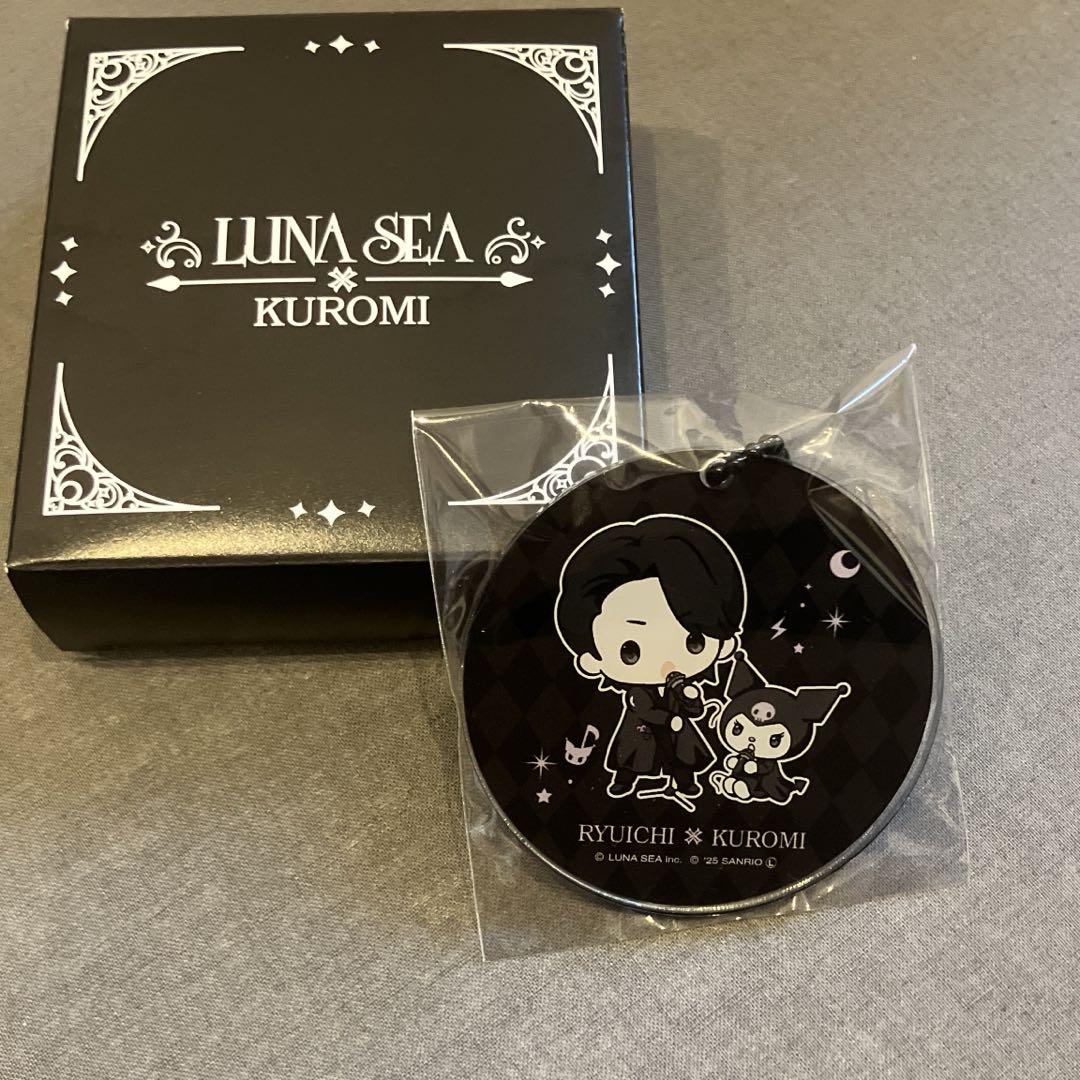 LUNA SEA
×
KUROMI
RYUICHI × KUROMI
© LUNA SEA Inc. © '25 SANRIO Ⓛ